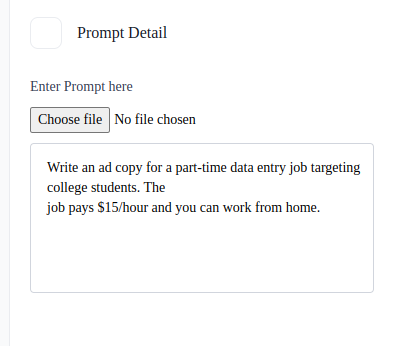 Prompt Detail
Enter Prompt here
Choose file No file chosen
Write an ad copy for a part-time data entry job targeting
college students. The
job pays $15/hour and you can work from home.